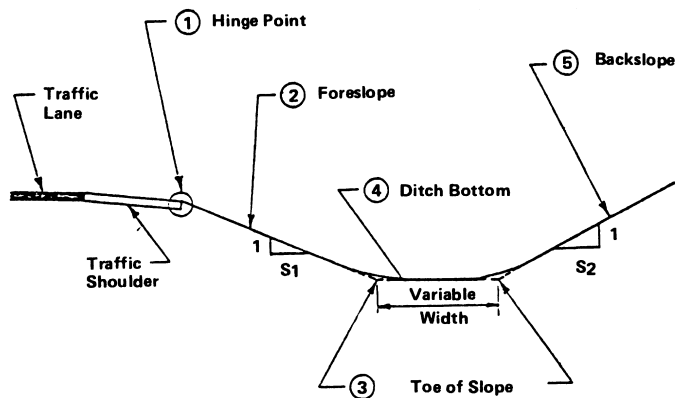 ① Hinge Point
Traffic
Lane
② Foreslope
⑤ Backslope
④ Ditch Bottom
1
S1
1
S2
Traffic
Shoulder
Variable
Width
③ Toe of Slope